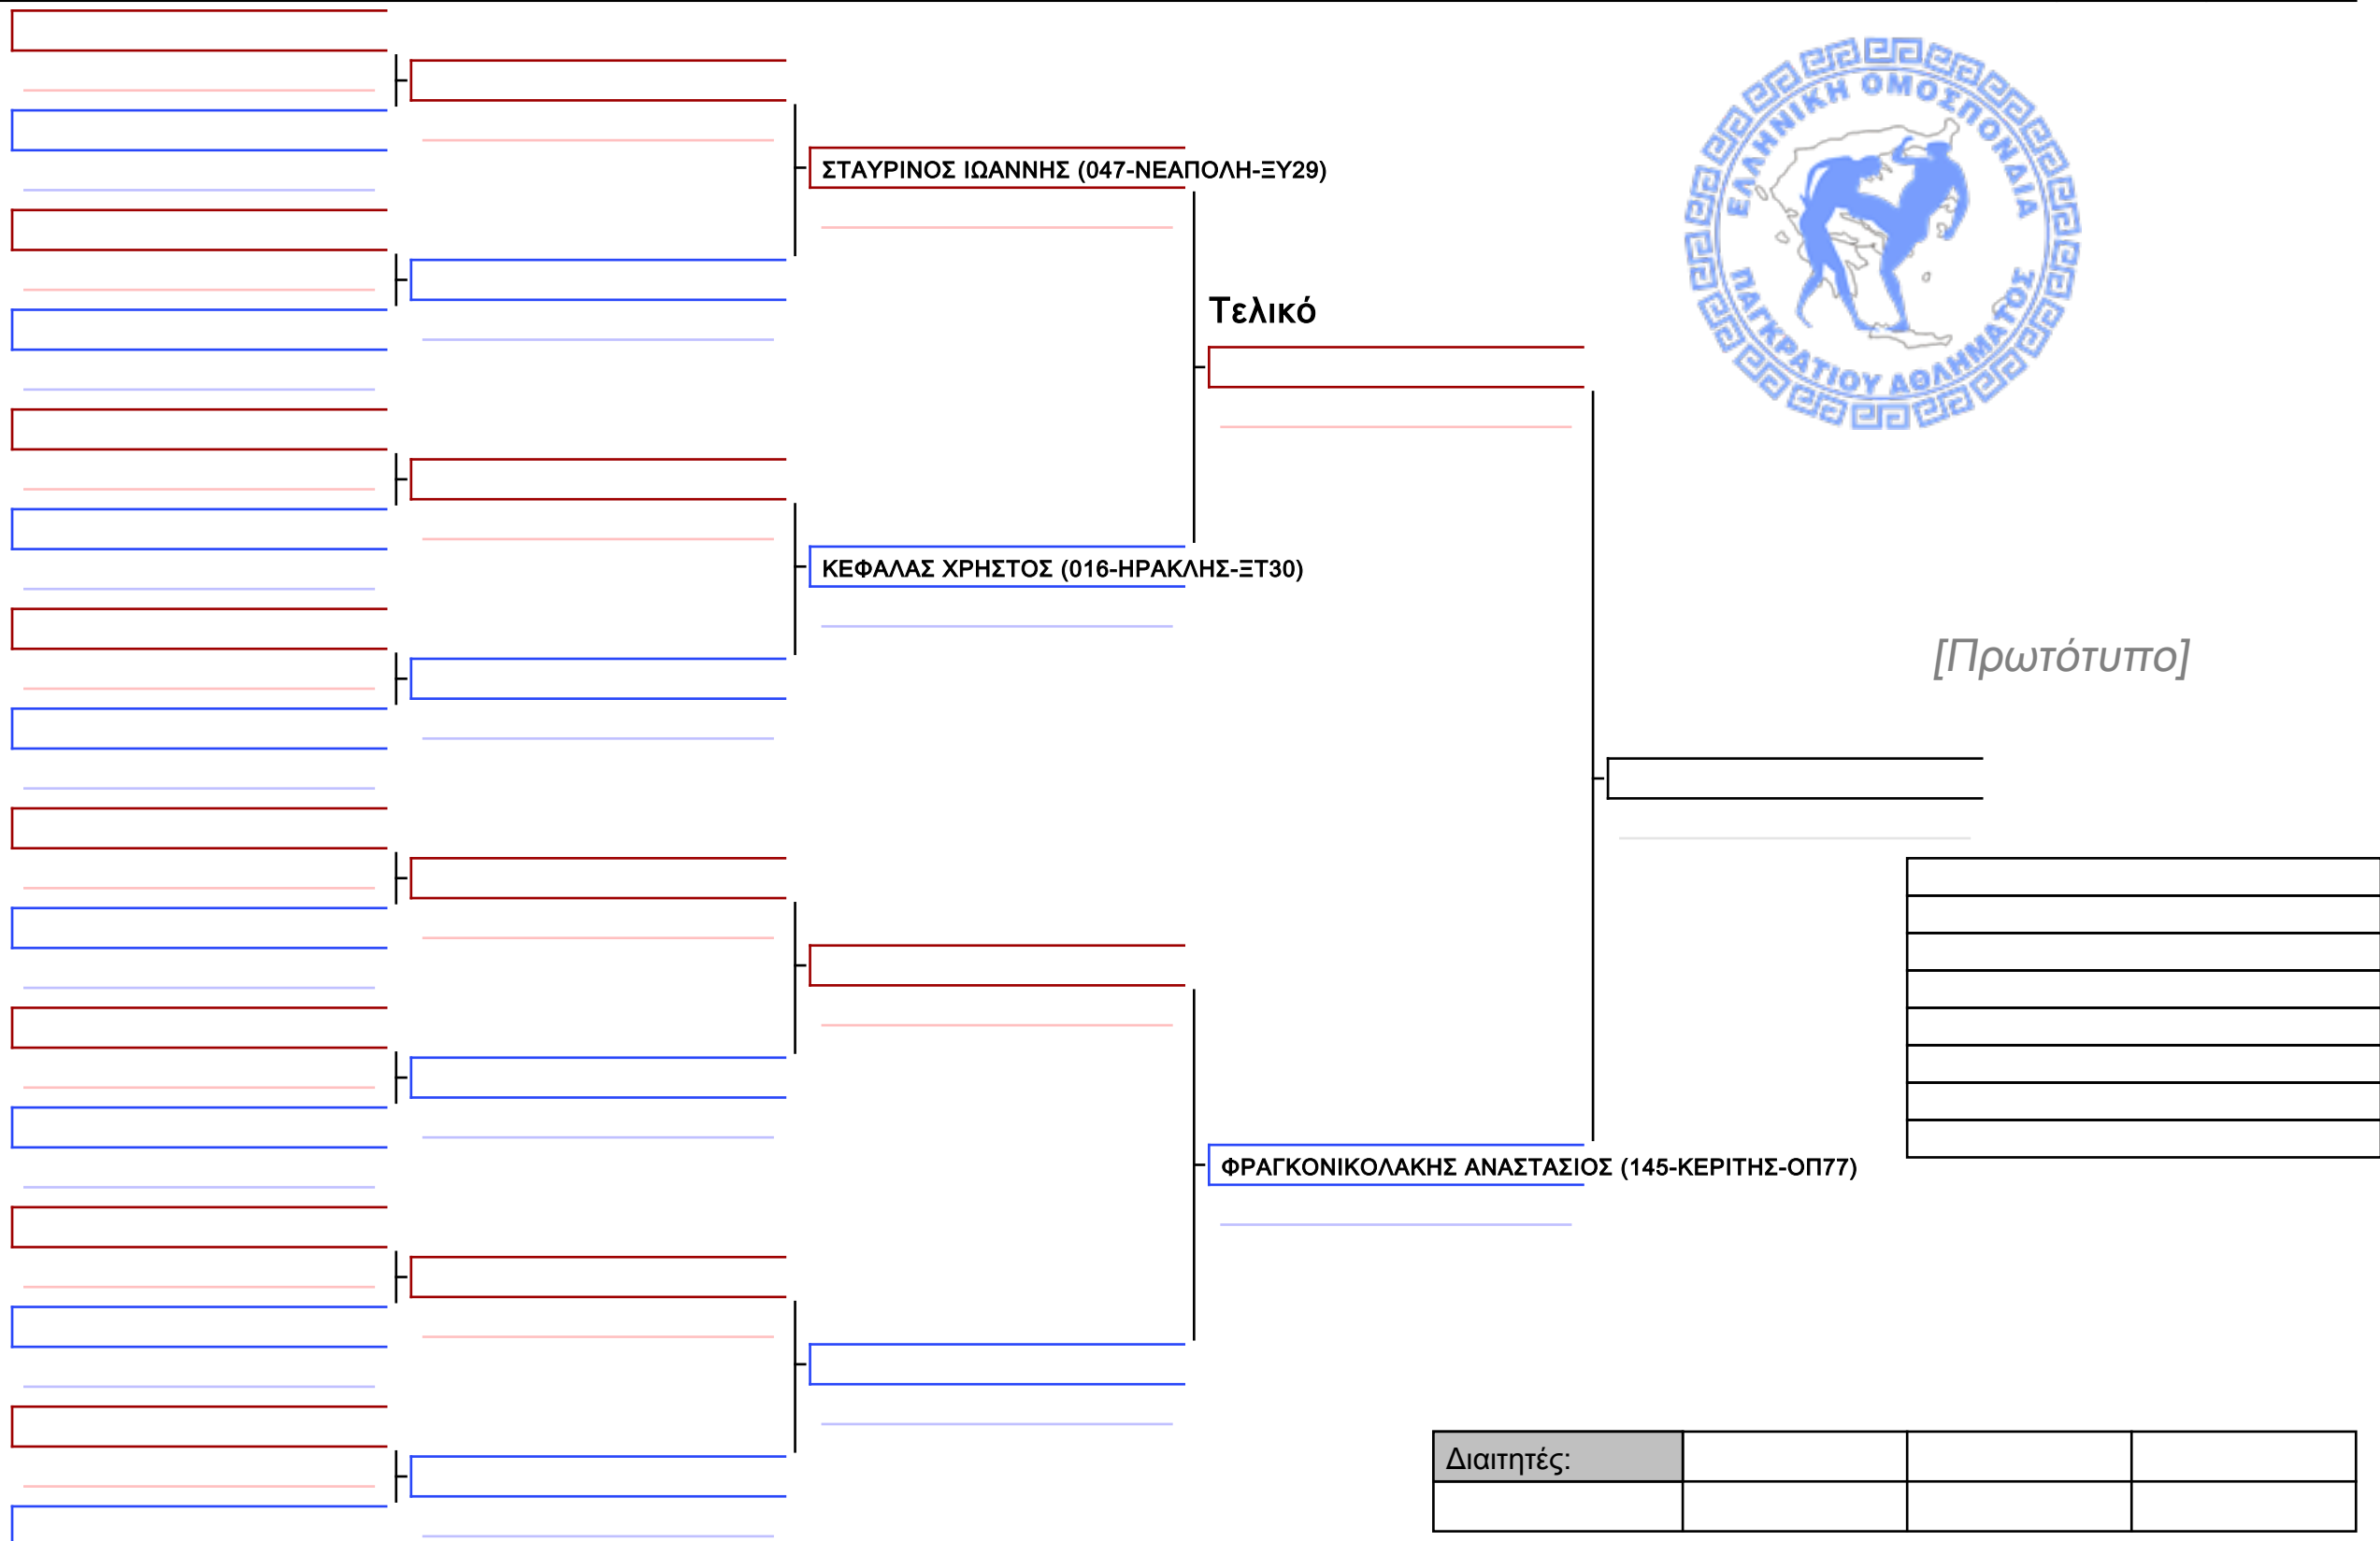 ΕΛΛΗΝΙΚΗ ΟΜΟΣΠΟΝΔΙΑ
ΠΑΓΚΡΑΤΙΟΥ ΑΘΛΗΜΑΤΟΣ
ΣΤΑΥΡΙΝΟΣ ΙΩΑΝΝΗΣ (047-ΝΕΑΠΟΛΗ-ΞΥ29)
Τελικό
ΚΕΦΑΛΑΣ ΧΡΗΣΤΟΣ (016-ΗΡΑΚΛΗΣ-ΞΤ30)
[Πρωτότυπο]
ΦΡΑΓΚΟΝΙΚΟΛΑΚΗΣ ΑΝΑΣΤΑΣΙΟΣ (145-ΚΕΡΙΤΗΣ-ΟΠ77)
Διαιτητές: